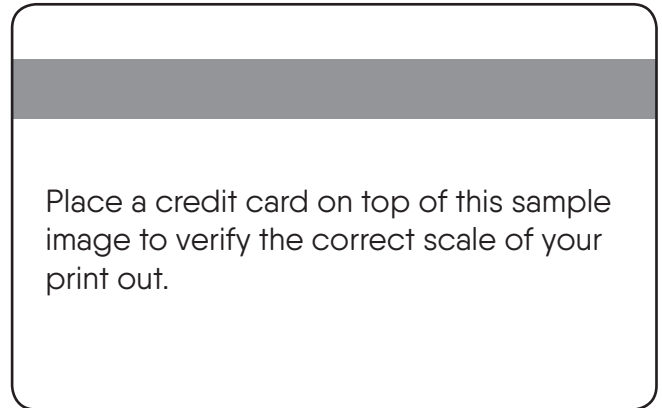 Place a credit card on top of this sample
image to verify the correct scale of your
print out.